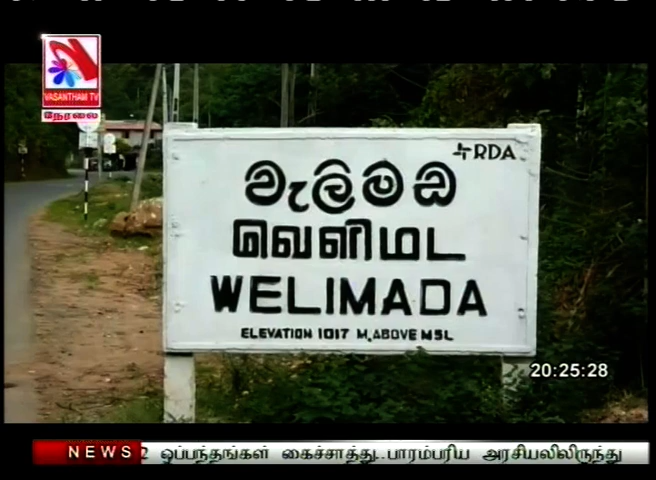 VASANTHAM TV
நேரலை
RDA
වැලිමඩ
வெளிமட
WELIMADA
ELEVATION 1017 M. ABOVE MSL
20:25:28
NEWS
2 ஒப்பந்தங்கள் கைச்சாத்து..பாரம்பரிய அரசியலிலிருந்து